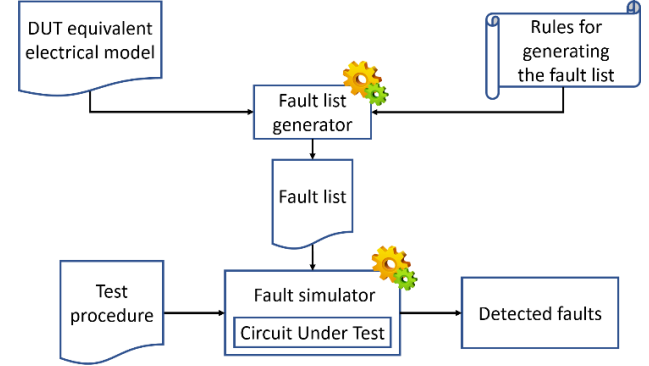 DUT equivalent
electrical model
Rules for
generating
the fault list
Fault list
generator
Fault list
Test
procedure
Fault simulator
Circuit Under Test
Detected faults